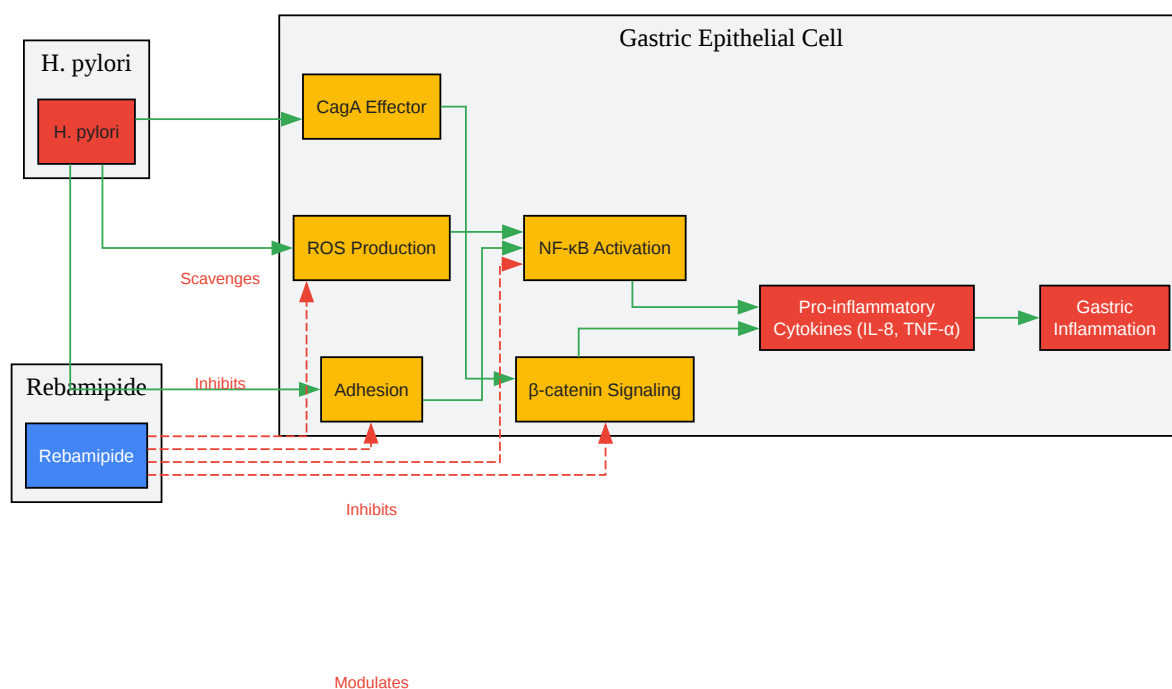 Gastric Epithelial Cell
H. pylori
H. pylori
CagA Effector
ROS Production
NF-κB Activation
Scavenges
Pro-inflammatory
Cytokines (IL-8, TNF-α)
Gastric
Inflammation
Rebamipide
Inhibits
Adhesion
β-catenin Signaling
Rebamipide
Inhibits
Modulates